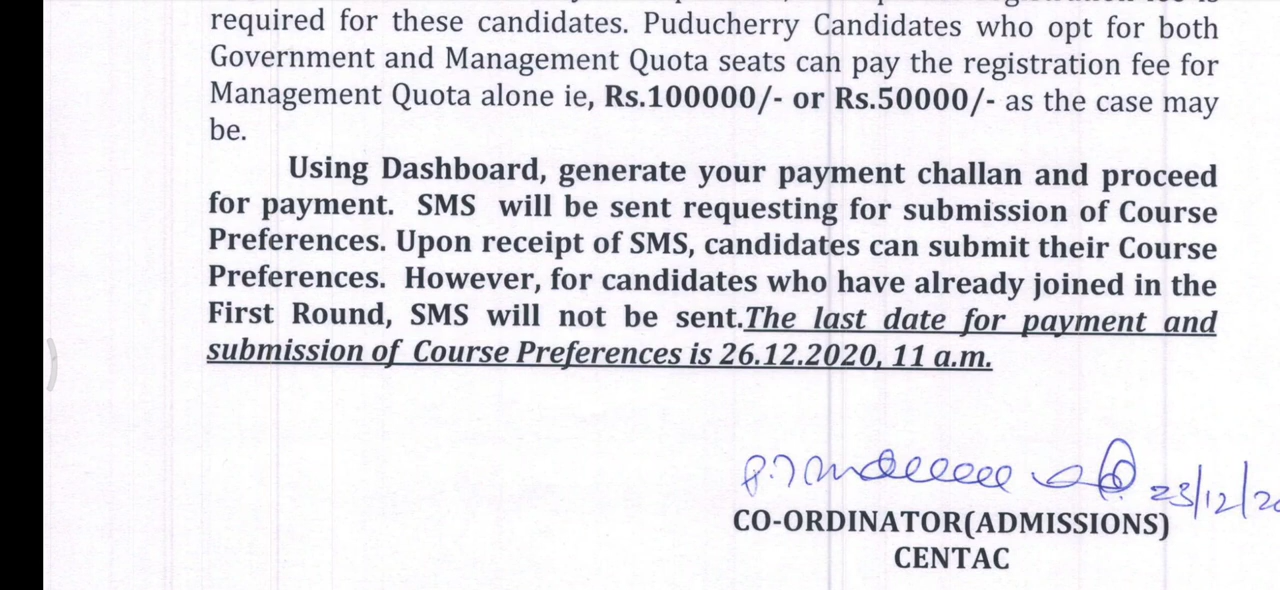 required for these candidates. Puducherry Candidates who opt for both
Government and Management Quota seats can pay the registration fee for
Management Quota alone ie, Rs.100000/- or Rs.50000/- as the case may
be.
Using Dashboard, generate your payment challan and proceed
for payment. SMS will be sent requesting for submission of Course
Preferences. Upon receipt of SMS, candidates can submit their Course
Preferences. However, for candidates who have already joined in the
First Round, SMS will not be sent.The last date for payment and
submission of Course Preferences is 26.12.2020, 11 a.m.
23/12/20
CO-ORDINATOR(ADMISSIONS)
CENTAC